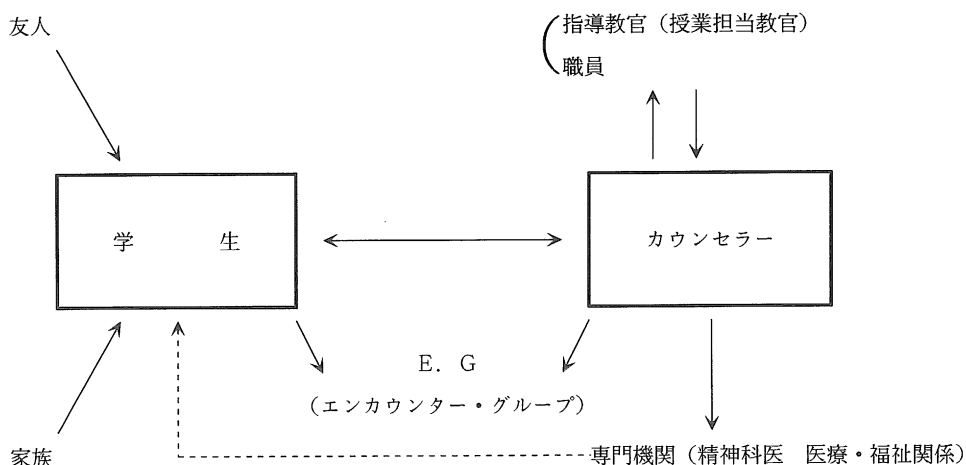 友人
指導教官（授業担当教官）
職員
学　　　生
カウンセラー
E．G
（エンカウンター・グループ）
家族
専門機関（精神科医　医療・福祉関係）